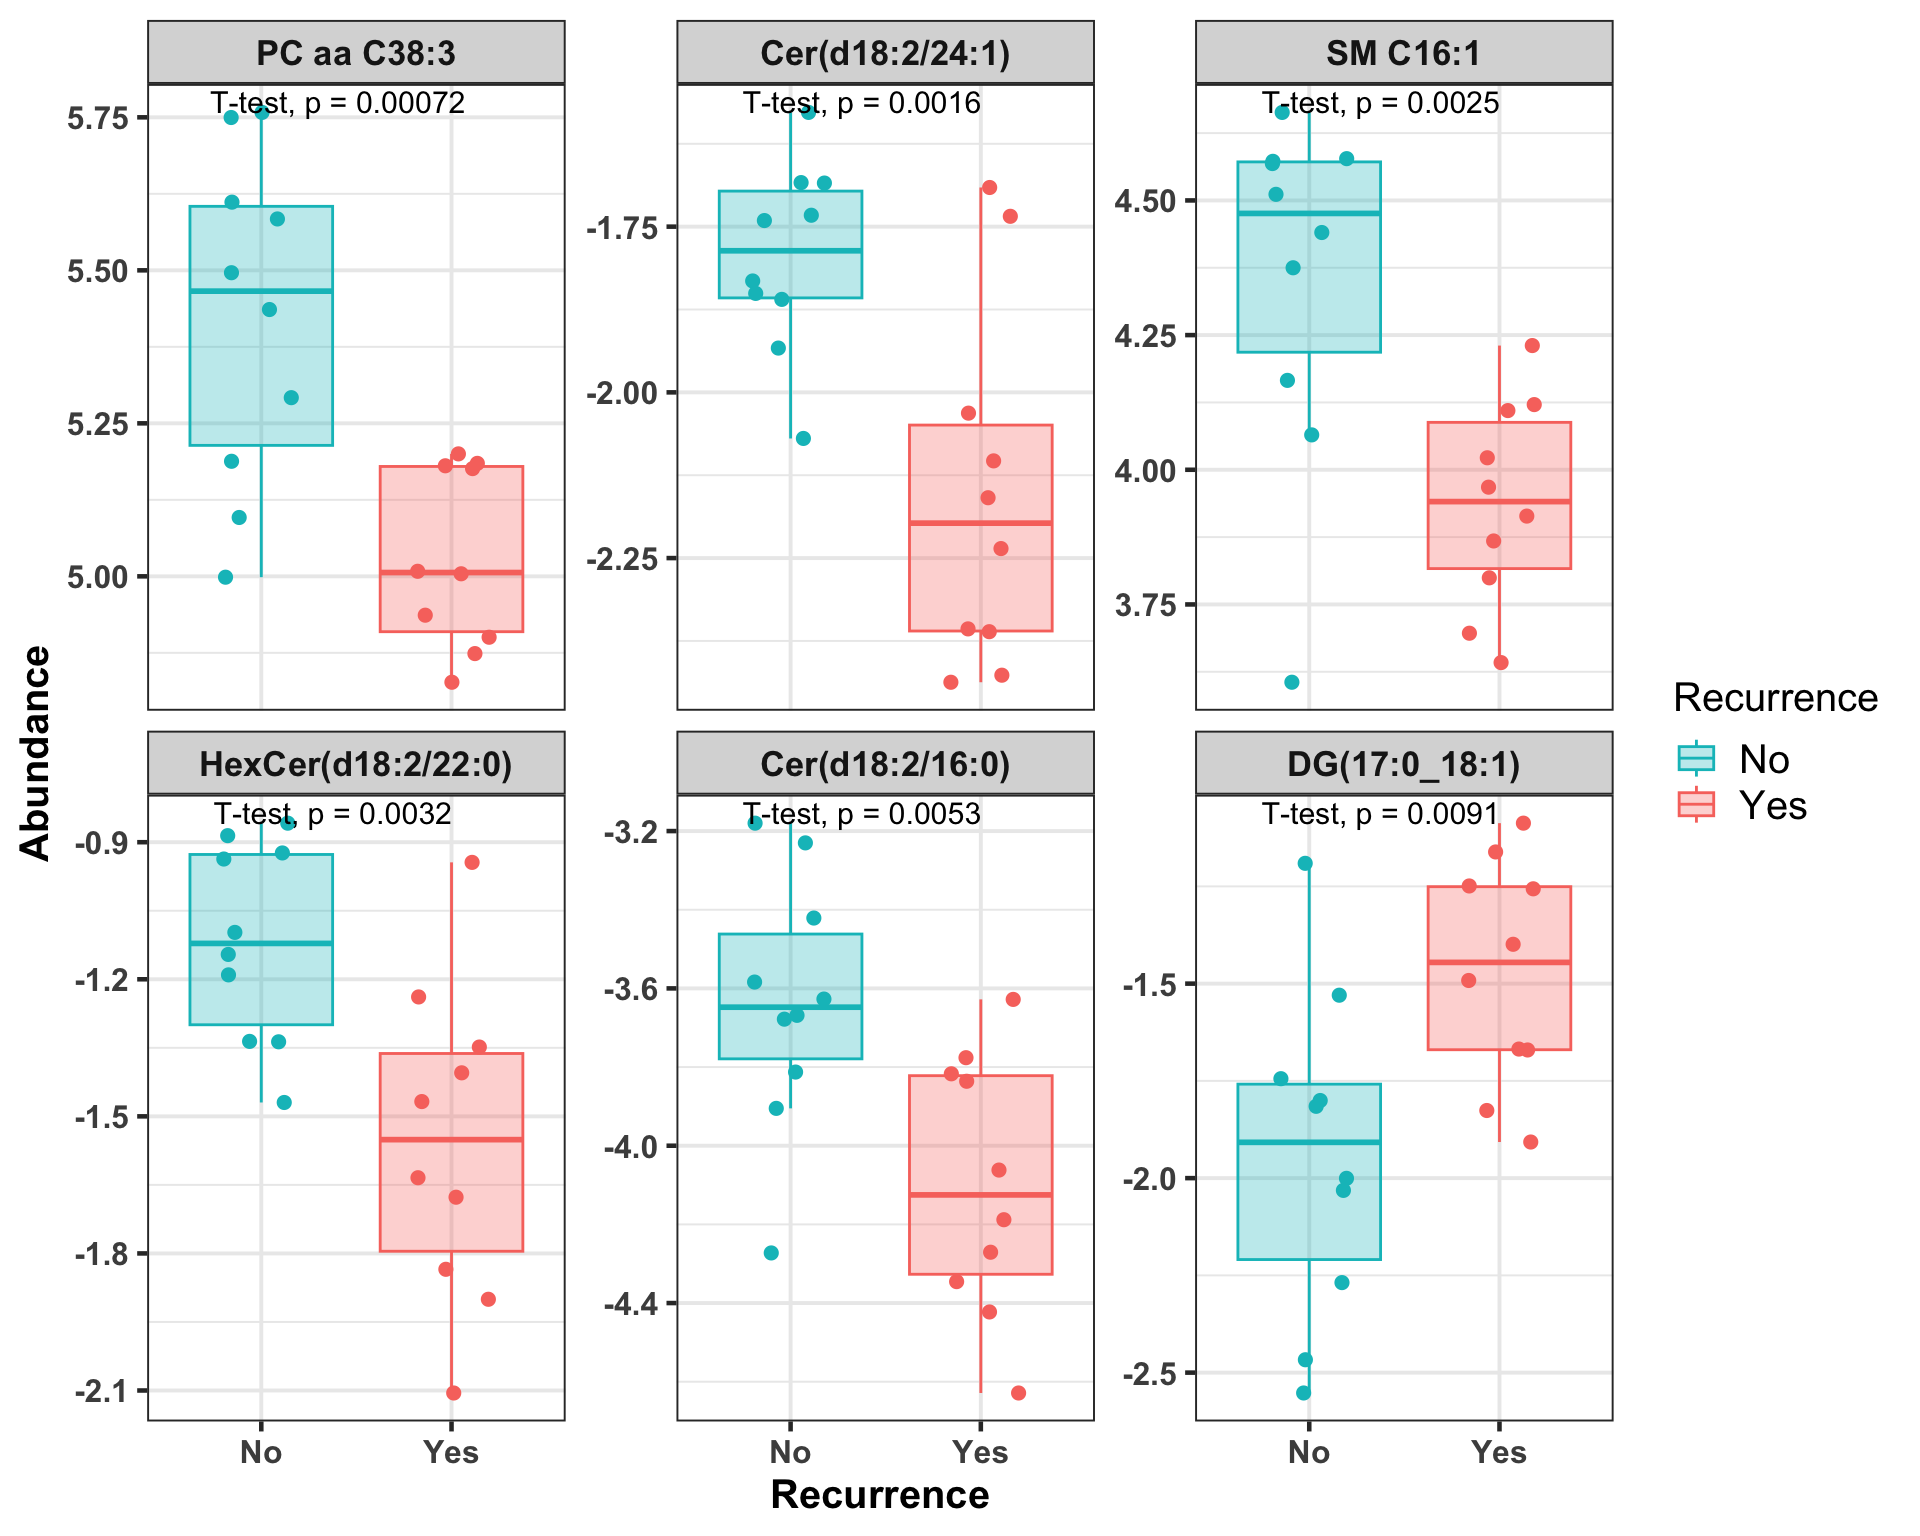 PC aa C38:3
Cer(d18:2/24:1)
SM C16:1
T-test, p = 0.00072
T-test, p = 0.0016
T-test, p = 0.0025
5.75
5.50
5.25
5.00
-1.75
-2.00
-2.25
4.50
4.25
4.00
3.75
HexCer(d18:2/22:0)
Cer(d18:2/16:0)
DG(17:0_18:1)
T-test, p = 0.0032
T-test, p = 0.0053
T-test, p = 0.0091
-0.9
-1.2
-1.5
-1.8
-2.1
-3.2
-3.6
-4.0
-4.4
-1.5
-2.0
-2.5
No Yes
No Yes
No Yes
Abundance
Recurrence
Recurrence
No
Yes